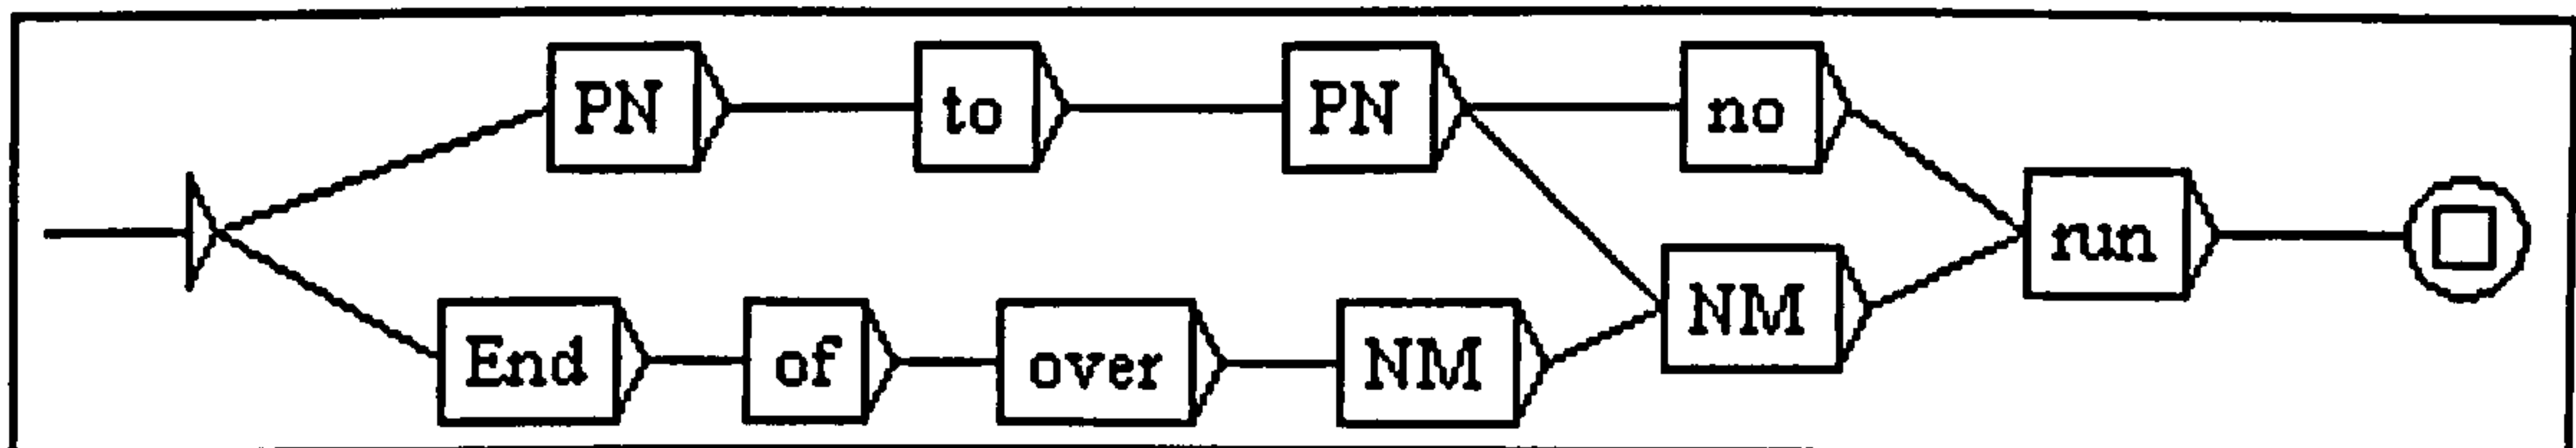 PN to PN no
run
NM
End of over NM